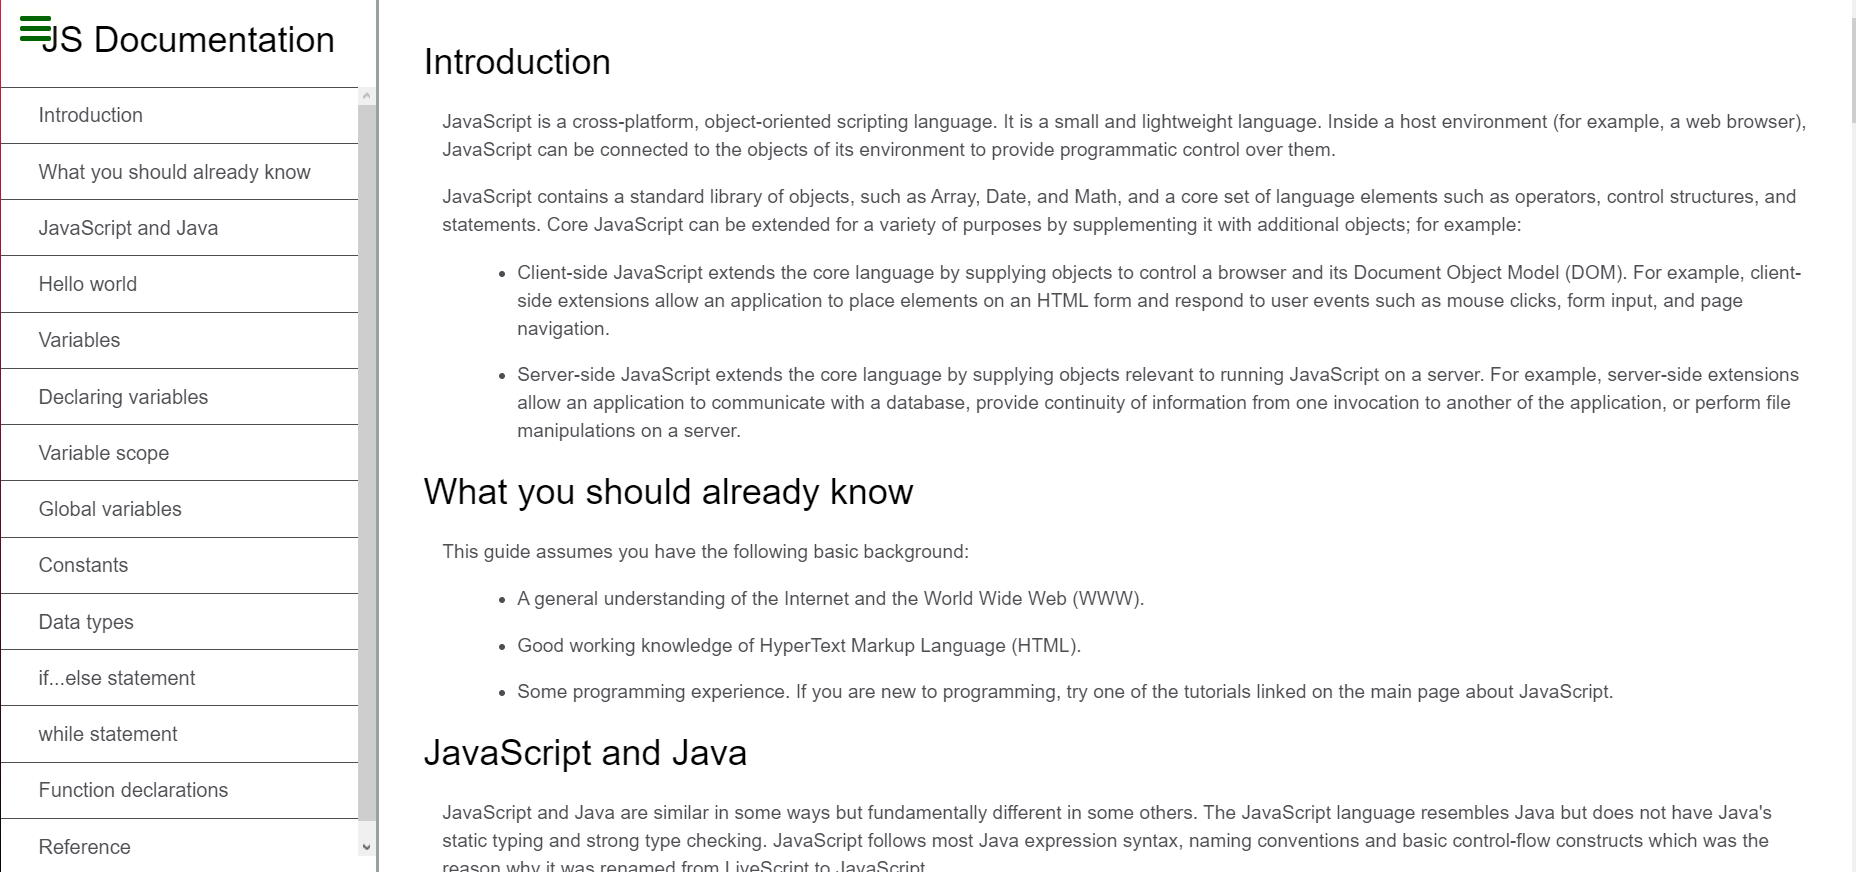 JS Documentation
Introduction
What you should already know
JavaScript and Java
Hello world
Variables
Declaring variables
Variable scope
Global variables
Constants
Data types
if...else statement
while statement
Function declarations
Reference
Introduction
JavaScript is a cross-platform, object-oriented scripting language. It is a small and lightweight language. Inside a host environment (for example, a web browser),
JavaScript can be connected to the objects of its environment to provide programmatic control over them.
JavaScript contains a standard library of objects, such as Array, Date, and Math, and a core set of language elements such as operators, control structures, and
statements. Core JavaScript can be extended for a variety of purposes by supplementing it with additional objects; for example:
• Client-side JavaScript extends the core language by supplying objects to control a browser and its Document Object Model (DOM). For example, client-
side extensions allow an application to place elements on an HTML form and respond to user events such as mouse clicks, form input, and page
navigation.
• Server-side JavaScript extends the core language by supplying objects relevant to running JavaScript on a server. For example, server-side extensions
allow an application to communicate with a database, provide continuity of information from one invocation to another of the application, or perform file
manipulations on a server.
What you should already know
This guide assumes you have the following basic background:
• A general understanding of the Internet and the World Wide Web (WWW).
• Good working knowledge of HyperText Markup Language (HTML).
• Some programming experience. If you are new to programming, try one of the tutorials linked on the main page about JavaScript.
JavaScript and Java
JavaScript and Java are similar in some ways but fundamentally different in some others. The JavaScript language resembles Java but does not have Java's
static typing and strong type checking. JavaScript follows most Java expression syntax, naming conventions and basic control-flow constructs which was the
reason why it was renamed from LiveScript to JavaScript.